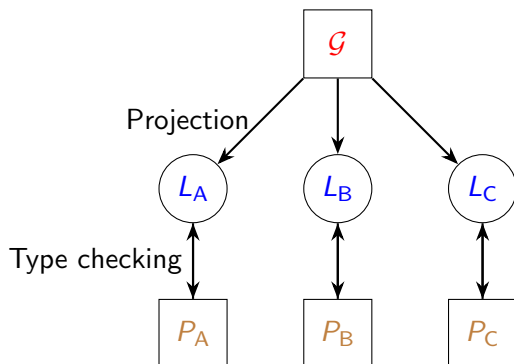 𝒢
Projection
L_A L_B L_C
Type checking
P_A P_B P_C